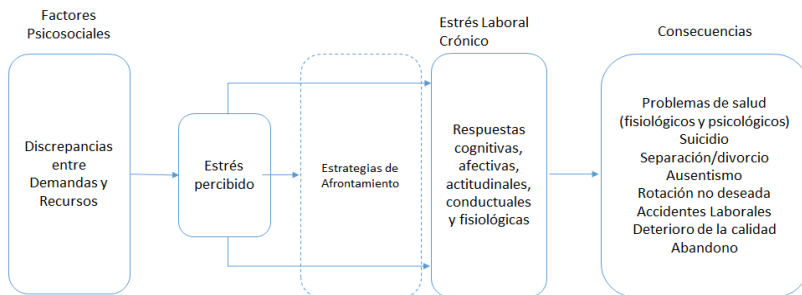 Factores
Psicosociales
Discrepancias
entre
Demandas y
Recursos
Estrés
percibido
Estrategias de
Afrontamiento
Estrés Laboral
Crónico
Respuestas
cognitivas,
afectivas,
actitudinales,
conductuales
y fisiológicas
Consecuencias
Problemas de salud
(fisiológicos y psicológicos)
Suicidio
Separación/divorcio
Ausentismo
Rotación no deseada
Accidentes Laborales
Deterioro de la calidad
Abandono